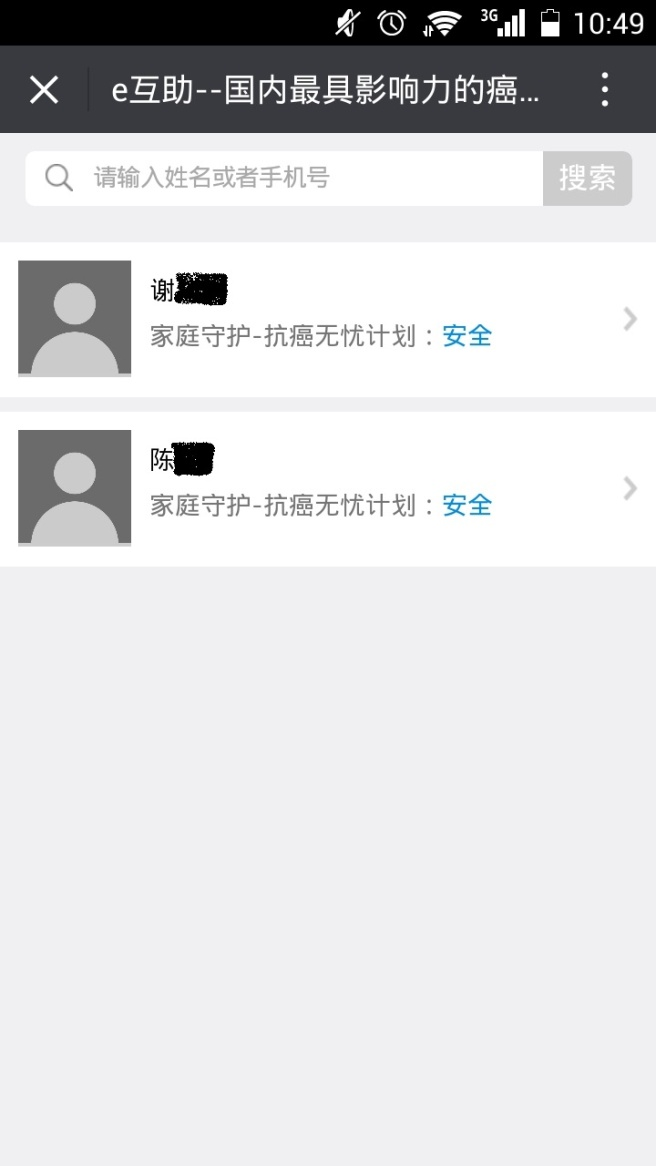 3G 10:49
e互助--国内最具影响力的癌...
请输入姓名或者手机号 搜索
谢
家庭守护-抗癌无忧计划：安全
陈
家庭守护-抗癌无忧计划：安全